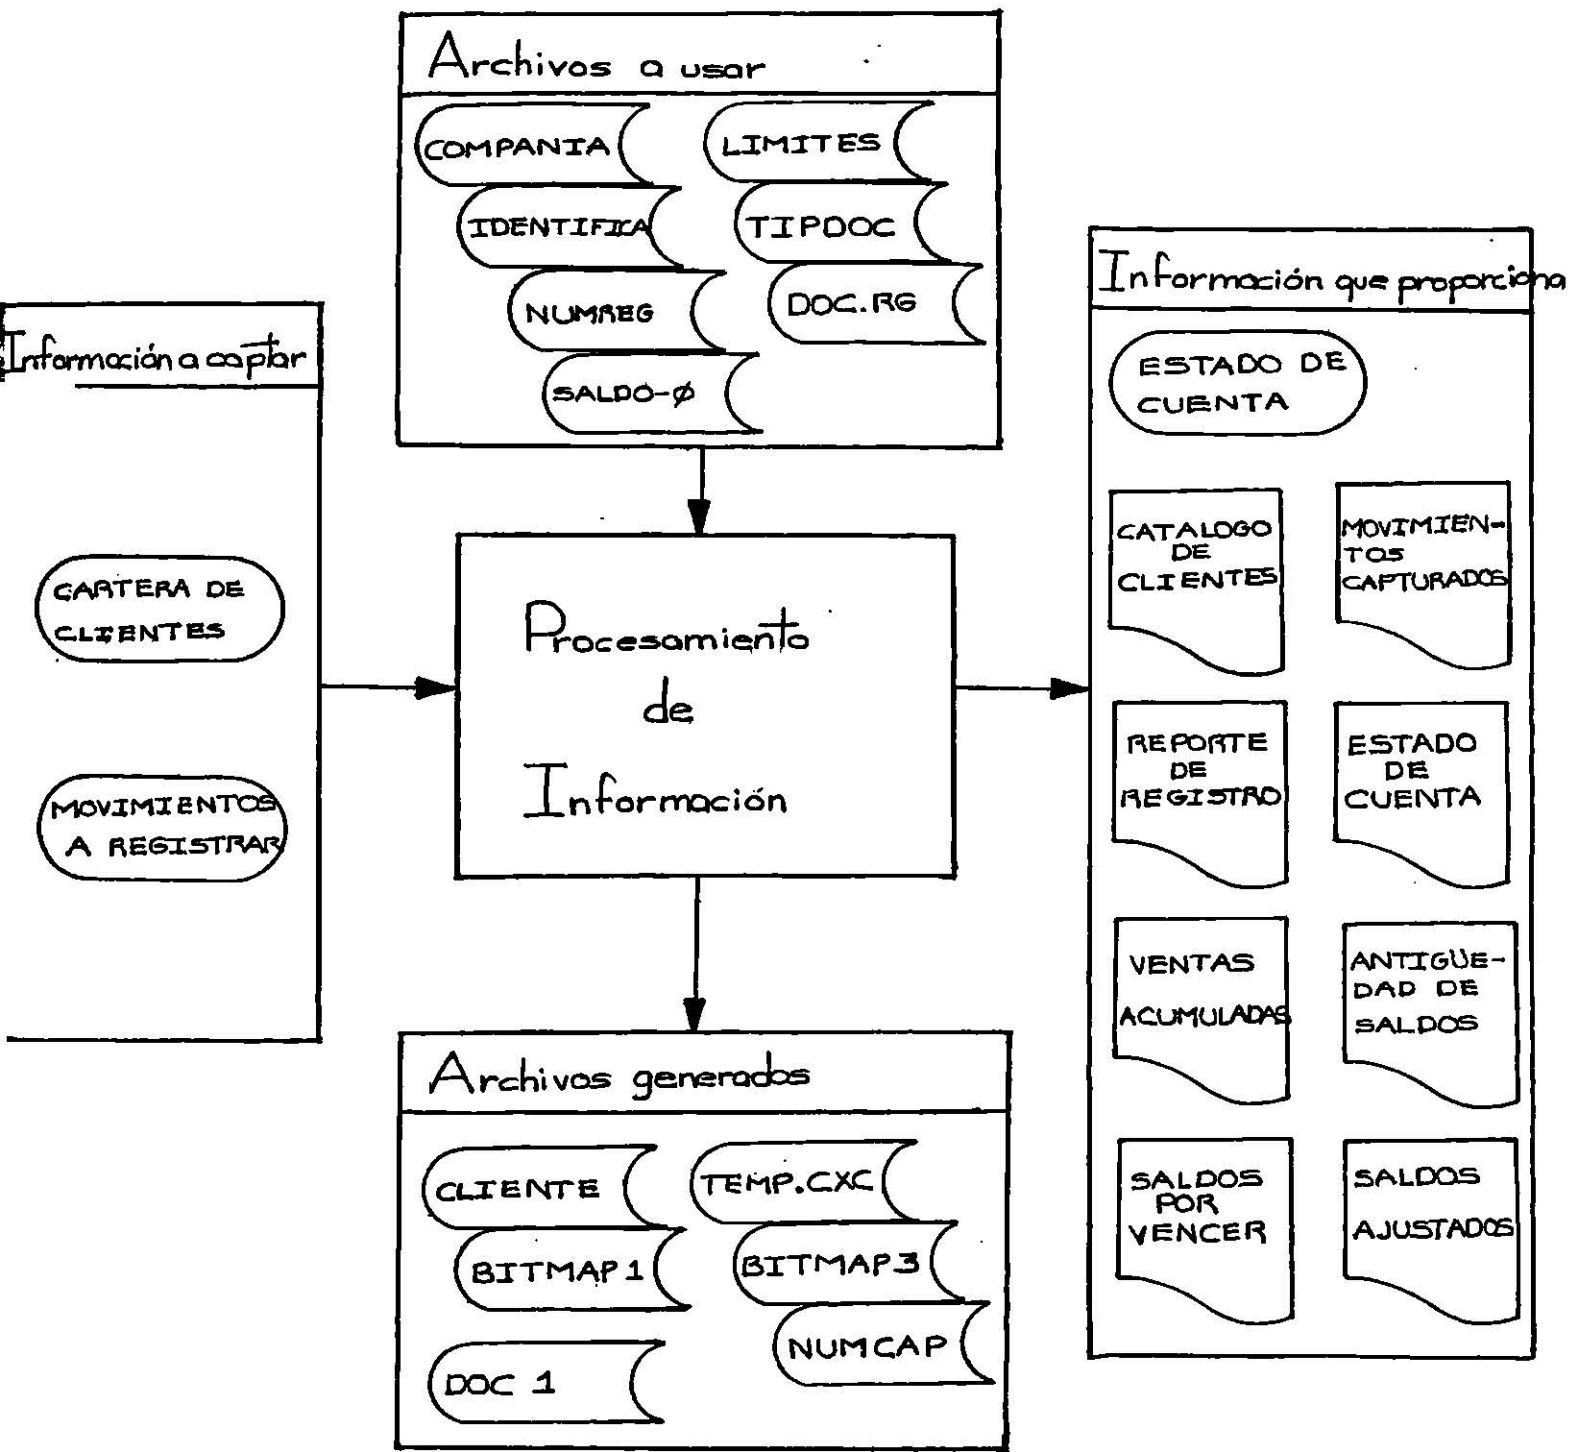 Archivos a usar
COMPANIA
LIMITES
IDENTIFICA
TIPDOC
NUMREG
DOC.RG
SALDO-Ø
Información a captar
CARTERA DE
CLIENTES
MOVIMIENTOS
A REGISTRAR
Procesamiento
de
Información
Información que proporciona
ESTADO DE
CUENTA
CATALOGO
DE
CLIENTES
MOVIMIEN-
TOS
CAPTURADOS
REPORTE
DE
REGISTRO
ESTADO
DE
CUENTA
VENTAS
ACUMULADAS
ANTIGÜE-
DAD DE
SALDOS
SALDOS
POR
VENCER
SALDOS
AJUSTADOS
Archivos generados
CLIENTE
TEMP.CXC
BITMAP1
BITMAP3
NUMCAP
DOC 1